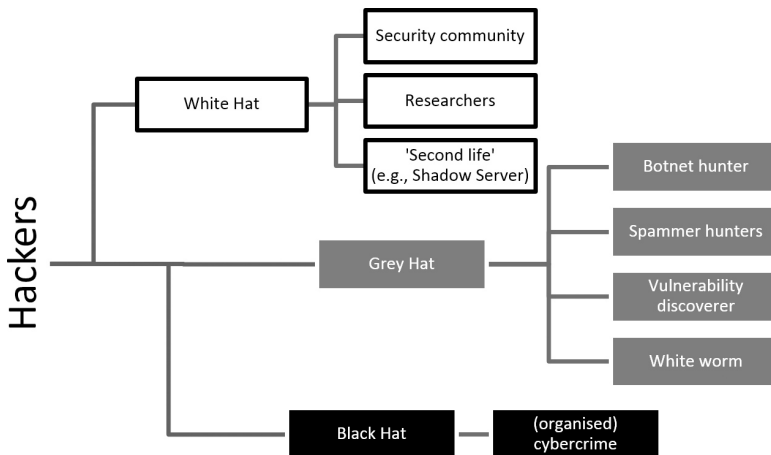 Hackers
White Hat
Security community
Researchers
'Second life'
(e.g., Shadow Server)
Grey Hat
Botnet hunter
Spammer hunters
Vulnerability
discoverer
White worm
Black Hat
(organised)
cybercrime